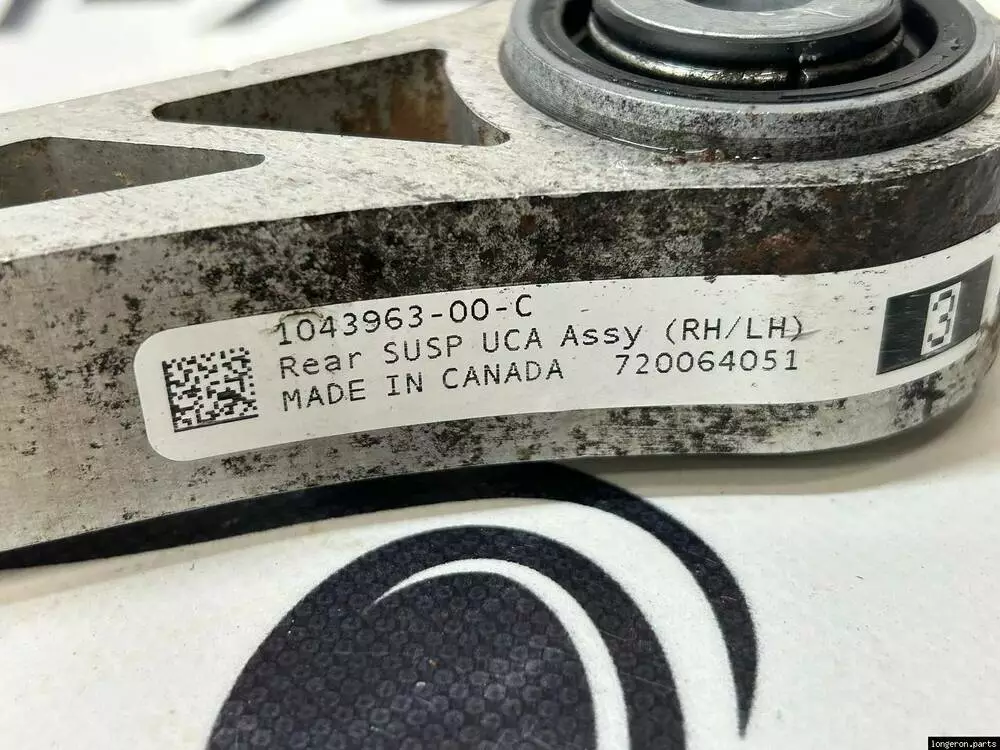 1043963-00-C
Rear SUSP UCA Assy (RH/LH)
MADE IN CANADA 720064051
3
longeron.parts